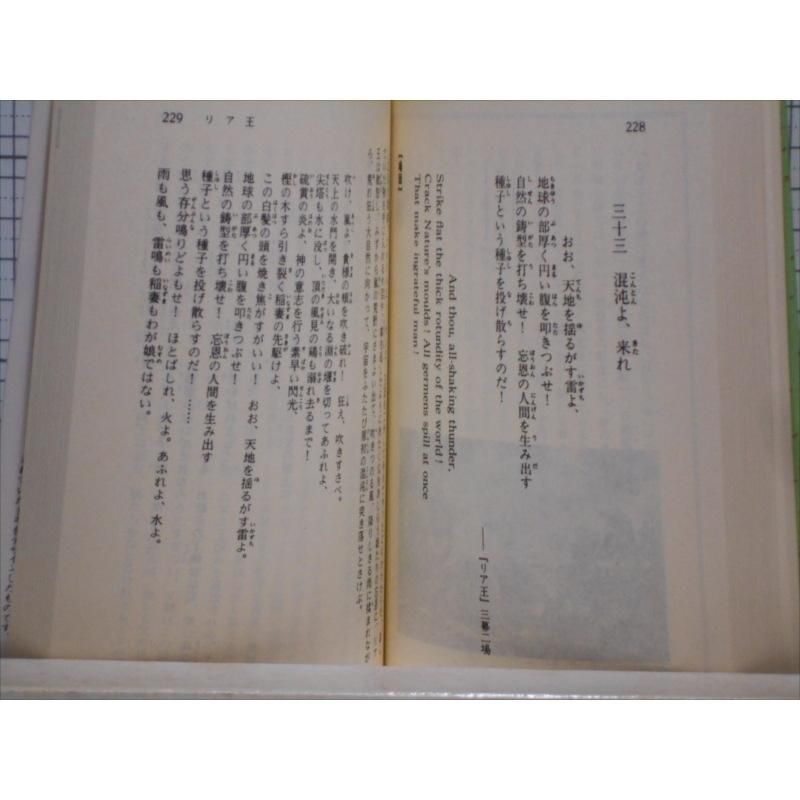 228
三十三 混沌よ、来れ
おお、天地を揺るがす雷よ、
地球の部厚く円い腹を叩きつぶせ！
自然の鋳型を打ち壊せ！ 忘恩の人間を生み出す
種子という種子を投げ散らすのだ！
――『リア王』三幕二場
And thou, all-shaking thunder,
Strike flat the thick rotundity of the world!
Crack Nature's moulds! All germens spill at once
That make ingrateful man!
229 リア王
吹け、風よ、貴様の頬を吹き破れ！ 狂え、吹きすさべ。
天上の水門を開き、大いなる淵の堰を切ってあふれよ、
尖塔も水に没し、頂の風見の鶏も溺れ去るまで！
硫黄の炎よ、神の意志を行う素早い閃光、
樫の木すら引き裂く稲妻の先駆けよ、
この白髪の頭を焼き焦がすがいい！ おお、天地を揺るがす雷よ。
地球の部厚く円い腹を叩きつぶせ！
自然の鋳型を打ち壊せ！ 忘恩の人間を生み出す
種子という種子を投げ散らすのだ！……
思う存分鳴りどよもせ！ ほとばしれ、火よ。あふれよ、水よ。
雨も風も、雷鳴も稲妻もわが娘ではない。